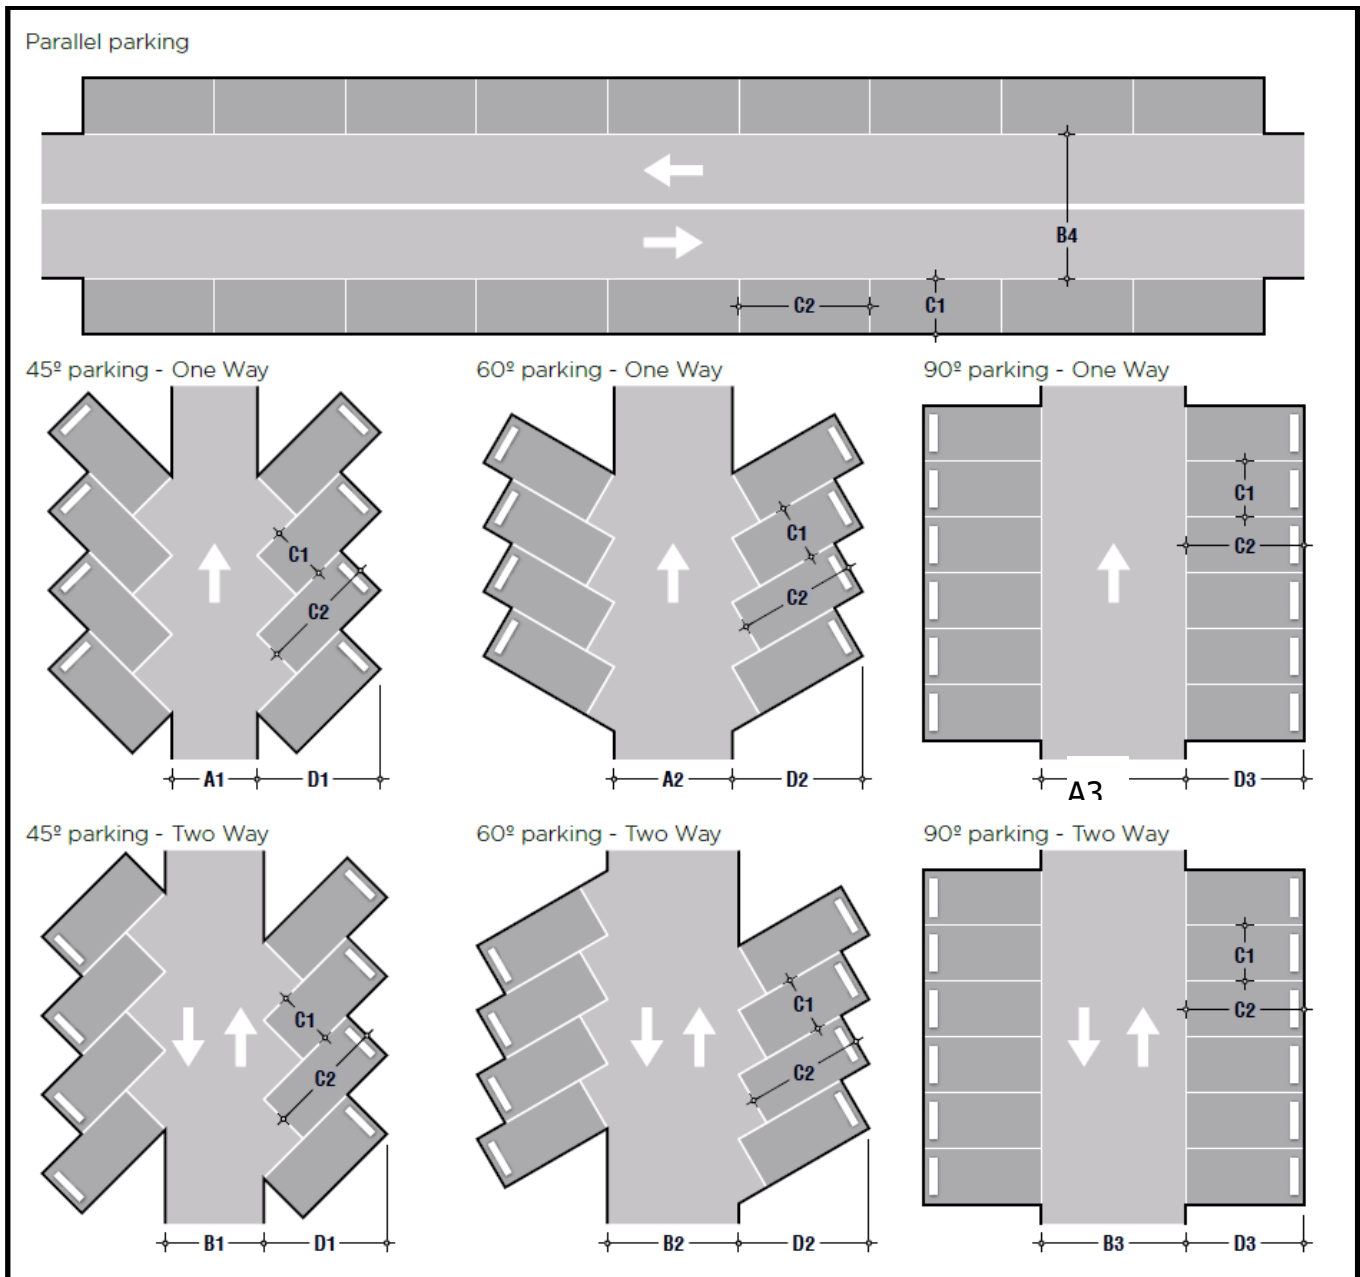 Parallel parking
B4
C2
C1
45º parking - One Way
60º parking - One Way
90º parking - One Way
C1
C2
C1
C2
C1
C2
A1
D1
A2
D2
A3
D3
45º parking - Two Way
60º parking - Two Way
90º parking - Two Way
C1
C2
C1
C2
C1
C2
B1
D1
B2
D2
B3
D3